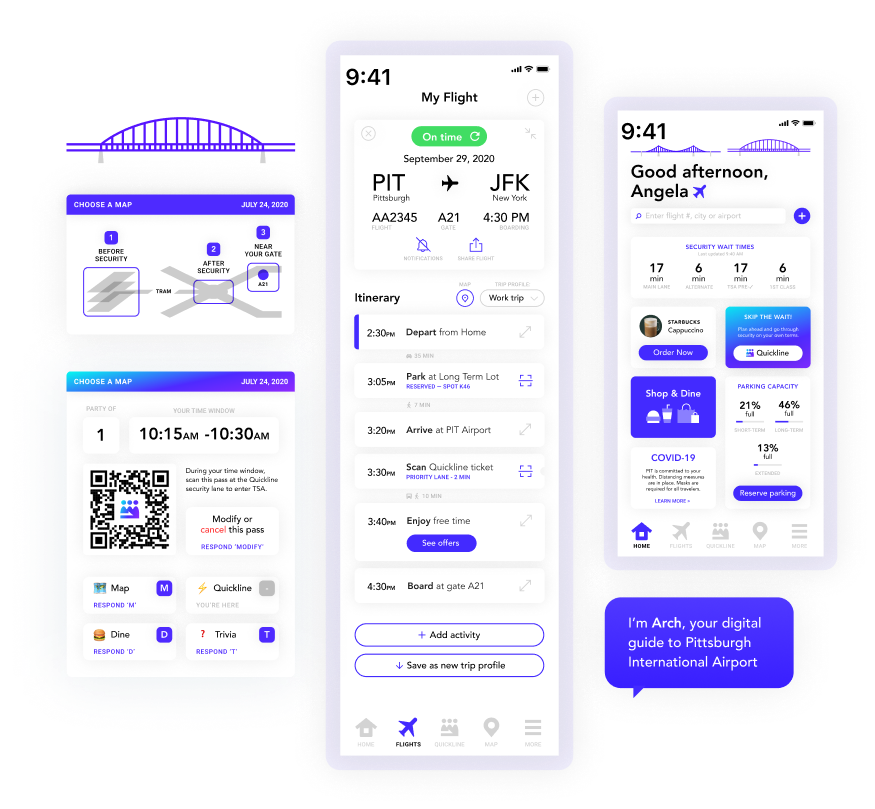 CHOOSE A MAP
JULY 24, 2020
1
BEFORE
SECURITY
2
AFTER
SECURITY
3
NEAR
YOUR GATE
TRAM
A21
CHOOSE A MAP
JULY 24, 2020
PARTY OF
1
YOUR TIME WINDOW
10:15AM -10:30AM
During your time window,
scan this pass at the Quickline
security lane to enter TSA.
Modify or
cancel this pass
RESPOND 'MODIFY'
Map
M
RESPOND 'M'
Quickline
YOU'RE HERE
Dine
D
RESPOND 'D'
Trivia
T
RESPOND 'T'
9:41
My Flight
On time
September 29, 2020
PIT
JFK
Pittsburgh
New York
AA2345
A21
4:30 PM
FLIGHT
GATE
BOARDING
NOTIFICATIONS
SHARE FLIGHT
Itinerary
MAP
TRIP PROFILE
Work trip
2:30PM
Depart from Home
35 MIN
3:05PM
Park at Long Term Lot
RESERVED – SPOT K46
7 MIN
3:20PM
Arrive at PIT Airport
3:30PM
Scan Quickline ticket
PRIORITY LANE - 2 MIN
10 MIN
3:40PM
Enjoy free time
See offers
4:30PM
Board at gate A21
+ Add activity
Save as new trip profile
HOME
FLIGHTS
QUICKLINE
MAP
MORE
9:41
Good afternoon,
Angela
Enter flight #, city or airport
SECURITY WAIT TIMES
Last updated 9:40 AM
17
min
MAIN LANE
6
min
ALTERNATE
17
min
TSA PRE✓
6
min
1ST CLASS
STARBUCKS
Cappuccino
Order Now
SKIP THE WAIT!
Plan ahead and go through
security on your own terms.
Quickline
Shop & Dine
PARKING CAPACITY
21%
full
SHORT-TERM
46%
full
LONG-TERM
13%
full
EXTENDED
Reserve parking
COVID-19
PIT is committed to your
health. Distancing measures
are in place. Masks are
required for all travelers.
LEARN MORE >
HOME
FLIGHTS
QUICKLINE
MAP
MORE
I'm Arch, your digital
guide to Pittsburgh
International Airport